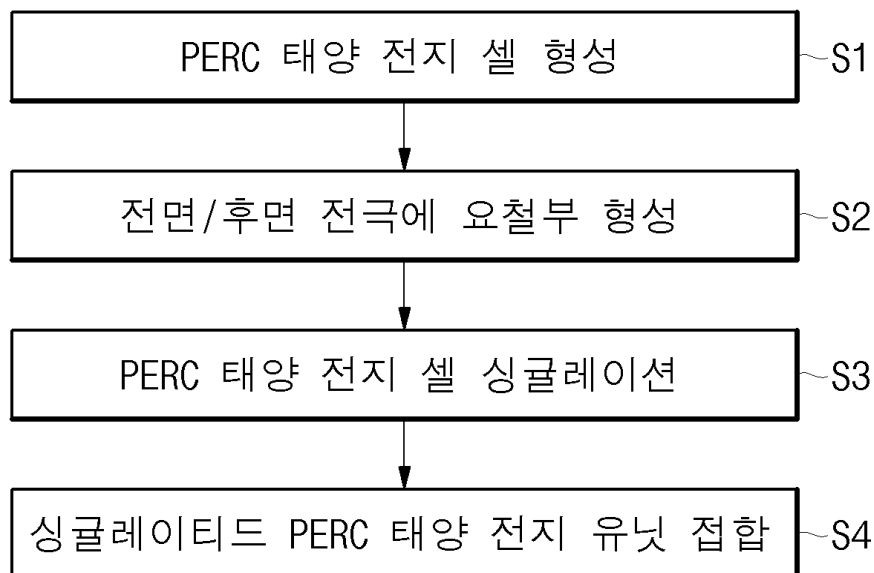 PERC 태양 전지 셀 형성 S1
전면/후면 전극에 요철부 형성 S2
PERC 태양 전지 셀 싱귤레이션 S3
싱귤레이티드 PERC 태양 전지 유닛 접합 S4